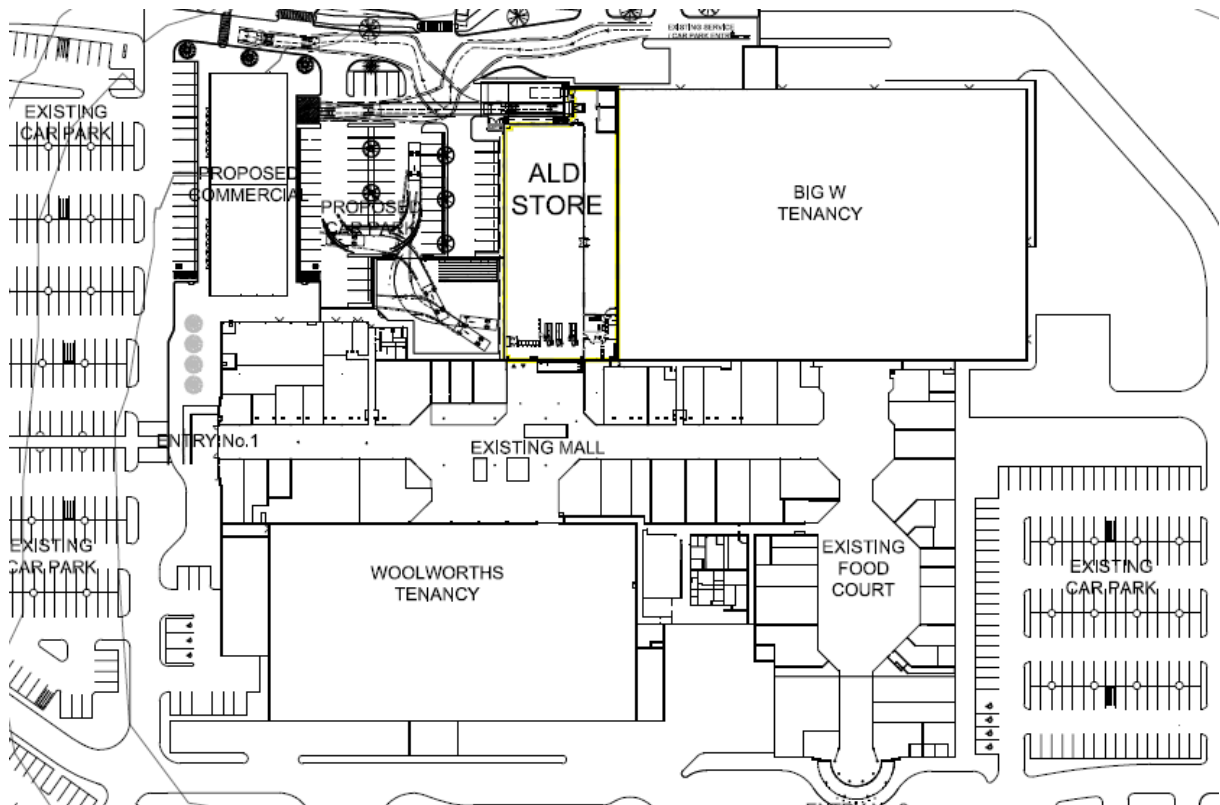 EXISTING SERVICE
/ CAR PARK ENTRY
EXISTING
CAR PARK
PROPOSED
COMMERCIAL
PROPOSED
CAR PARK
ALDI
STORE
BIG W
TENANCY
ENTRY No.1
EXISTING MALL
EXISTING
CAR PARK
WOOLWORTHS
TENANCY
EXISTING
FOOD
COURT
EXISTING
CAR PARK